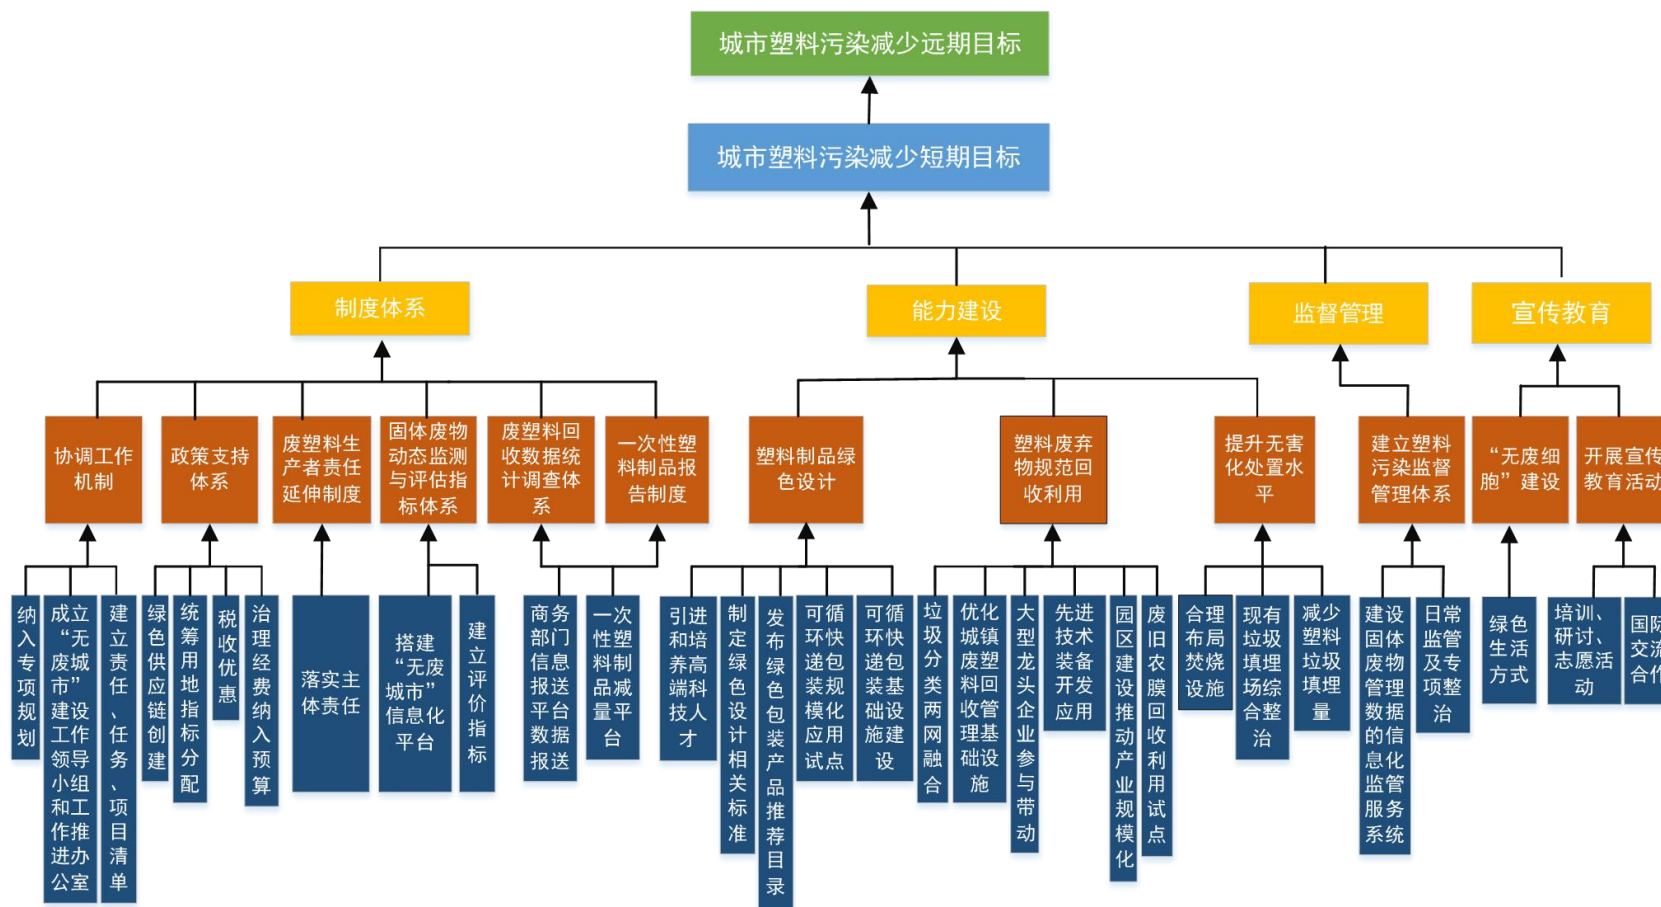 城市塑料污染减少远期目标
城市塑料污染减少短期目标
制度体系
能力建设
监督管理
宣传教育
协调工作
机制
政策支持
体系
废塑料生
产者责任
延伸制度
固体废物
动态监测
与评估指
标体系
废塑料回
收数据统
计调查体
系
一次性塑
料制品报
告制度
塑料制品绿
色设计
塑料废弃
物规范回
收利用
提升无害
化处置水
平
建立塑料
污染监督
管理体系
“无废细
胞”建设
开展宣传
教育活动
纳入专项规划
成立
“无
废城
市”
建设
工作
领导
小组
和工
作推
进办
公室
建立责任、任务、项目清单
绿色供应链创建
统筹用地指标分配
税收优惠
治理经费纳入预算
落实主
体责任
搭建
“无废
城市”
信息化
平台
建立评价指标
商务
部门
信息
报送
平台
数据
报送
一次
性塑
料制
品减
量平
台
引进
和培
养高
端科
技人
才
制定绿色设计相关标准
发布绿色包装产品推荐目录
可循
环快
递包
装规
模化
应用
试点
可循
环快
递包
装基
础设
施建
设
垃圾分类两网融合
优化
城镇
废塑
料回
收管
理基
础设
施
大型龙头企业参与带动
先进
技术
装备
开发
应用
园区建设推动产业规模化
废旧农膜回收利用试点
合理
布局
焚烧
设施
现有
垃圾
填埋
场综
合整
治
减少
塑料
垃圾
填埋
量
建设
固体
废物
管理
数据
的信
息化
监管
服务
系统
日常
监管
及专
项整
治
绿色
生活
方式
培训、
研讨、
志愿活
动
国际
交流
合作